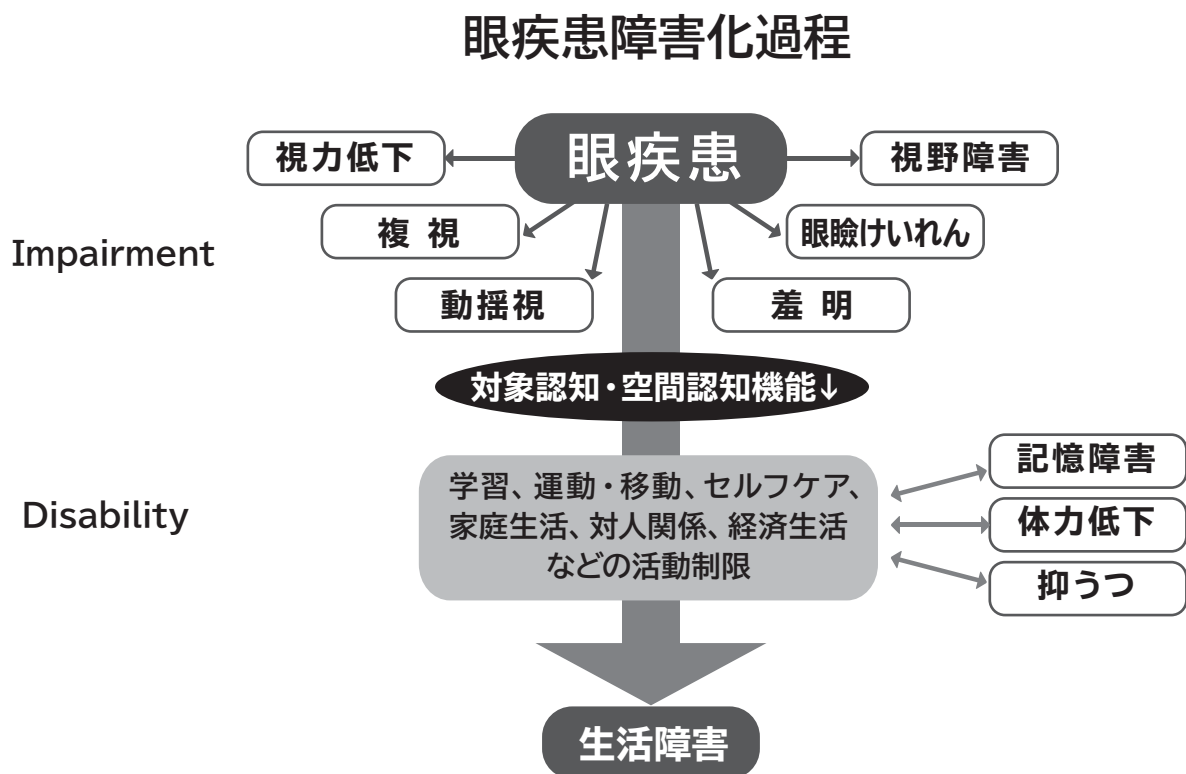 眼疾患障害化過程
眼疾患
視力低下
視野障害
複 視
眼瞼けいれん
Impairment
動揺視
羞 明
対象認知・空間認知機能↓
Disability
学習、運動・移動、セルフケア、
家庭生活、対人関係、経済生活
などの活動制限
記憶障害
体力低下
抑うつ
生活障害